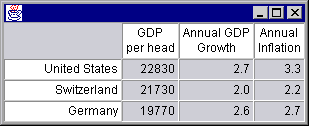 GDP Annual GDP Annual
per head Growth Inflation
United States 22830 2.7 3.3
Switzerland 21730 2.0 2.2
Germany 19770 2.6 2.7